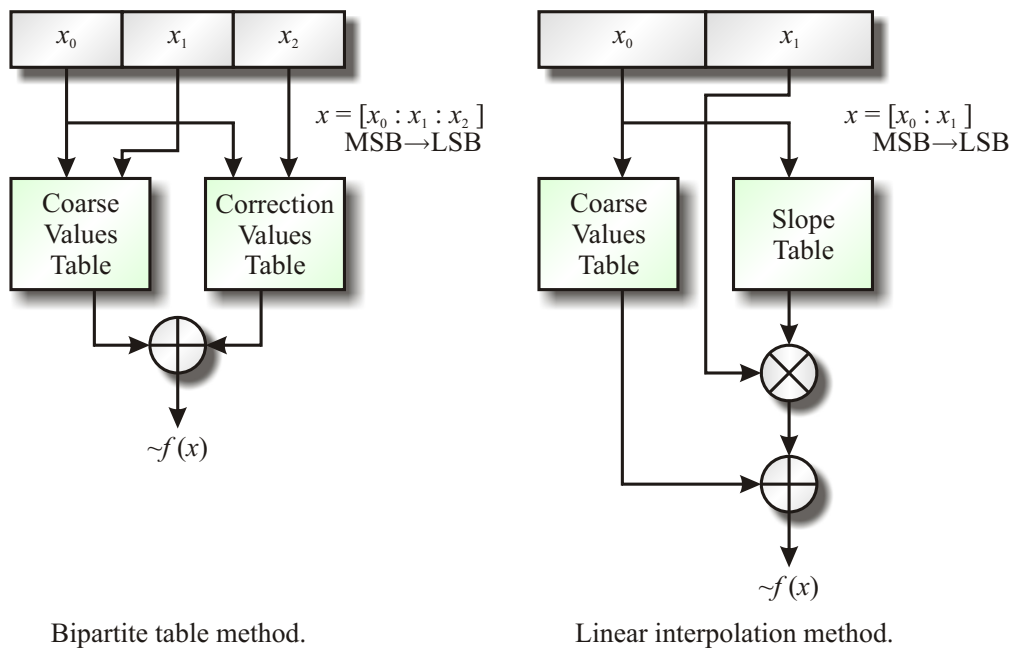 x₀ x₁ x₂
x = [x₀ : x₁ : x₂ ]
MSB→LSB
Coarse
Values
Table
Correction
Values
Table
~f (x)
Bipartite table method.
x₀ x₁
x = [x₀ : x₁ ]
MSB→LSB
Coarse
Values
Table
Slope
Table
~f (x)
Linear interpolation method.